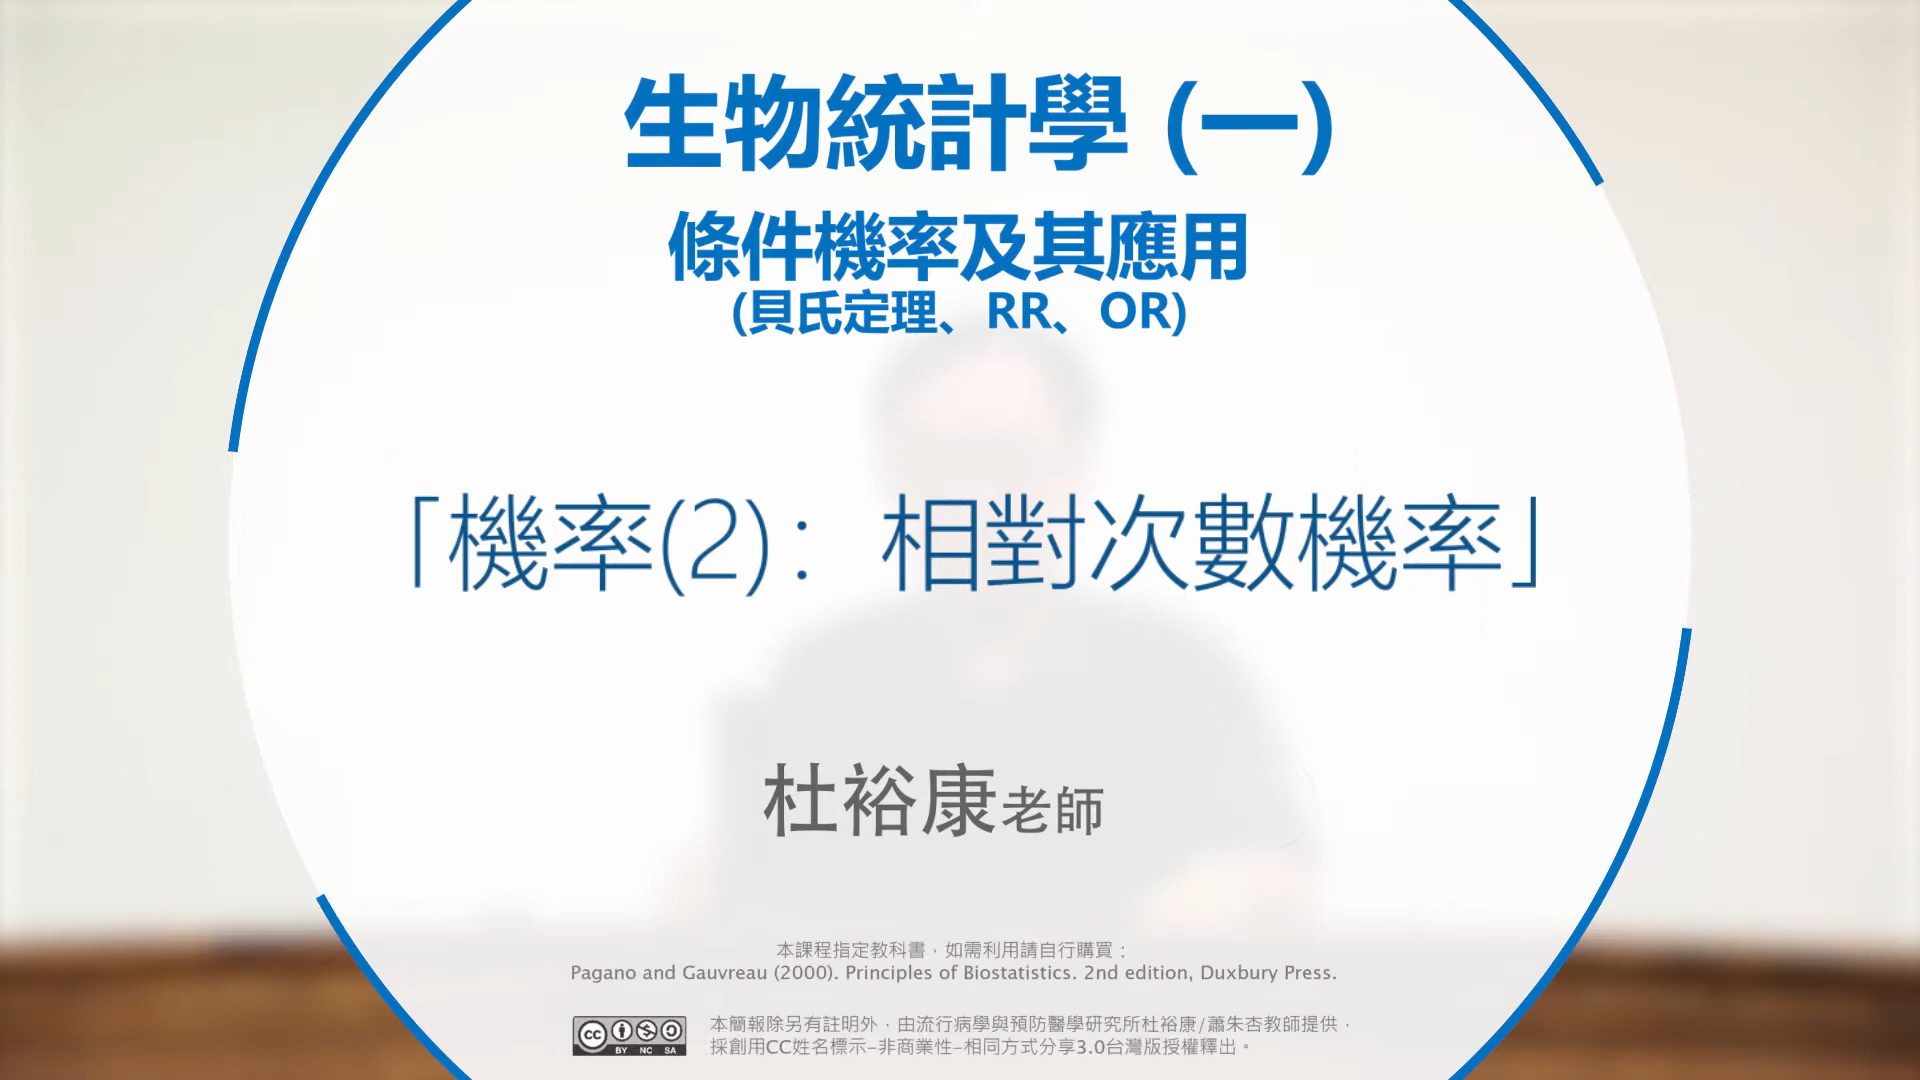 生物統計學 (一)
條件機率及其應用
(貝氏定理、RR、OR)
「機率(2)：相對次數機率」
杜裕康老師
本課程指定教科書，如需利用請自行購買：
Pagano and Gauvreau (2000). Principles of Biostatistics. 2nd edition, Duxbury Press.
本簡報除另有註明外，由流行病學與預防醫學研究所杜裕康/蕭朱杏教師提供，
採創用CC姓名標示–非商業性–相同方式分享3.0台灣版授權釋出。
cc
BY NC SA